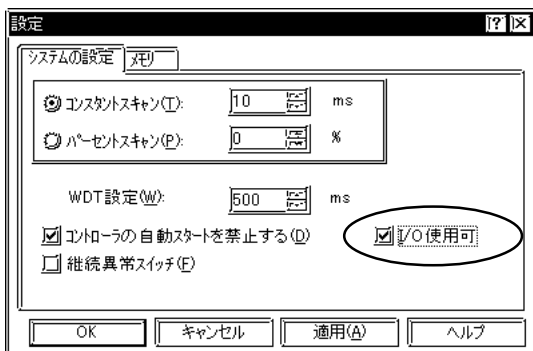 設定
システムの設定 メモリ
コンスタントスキャン(T): 10 ms
パーセントスキャン(P): 0 %
WDT設定(W): 500 ms
コントローラの自動スタートを禁止する(D) I/O使用可
継続異常スイッチ(F)
OK キャンセル 適用(A) ヘルプ